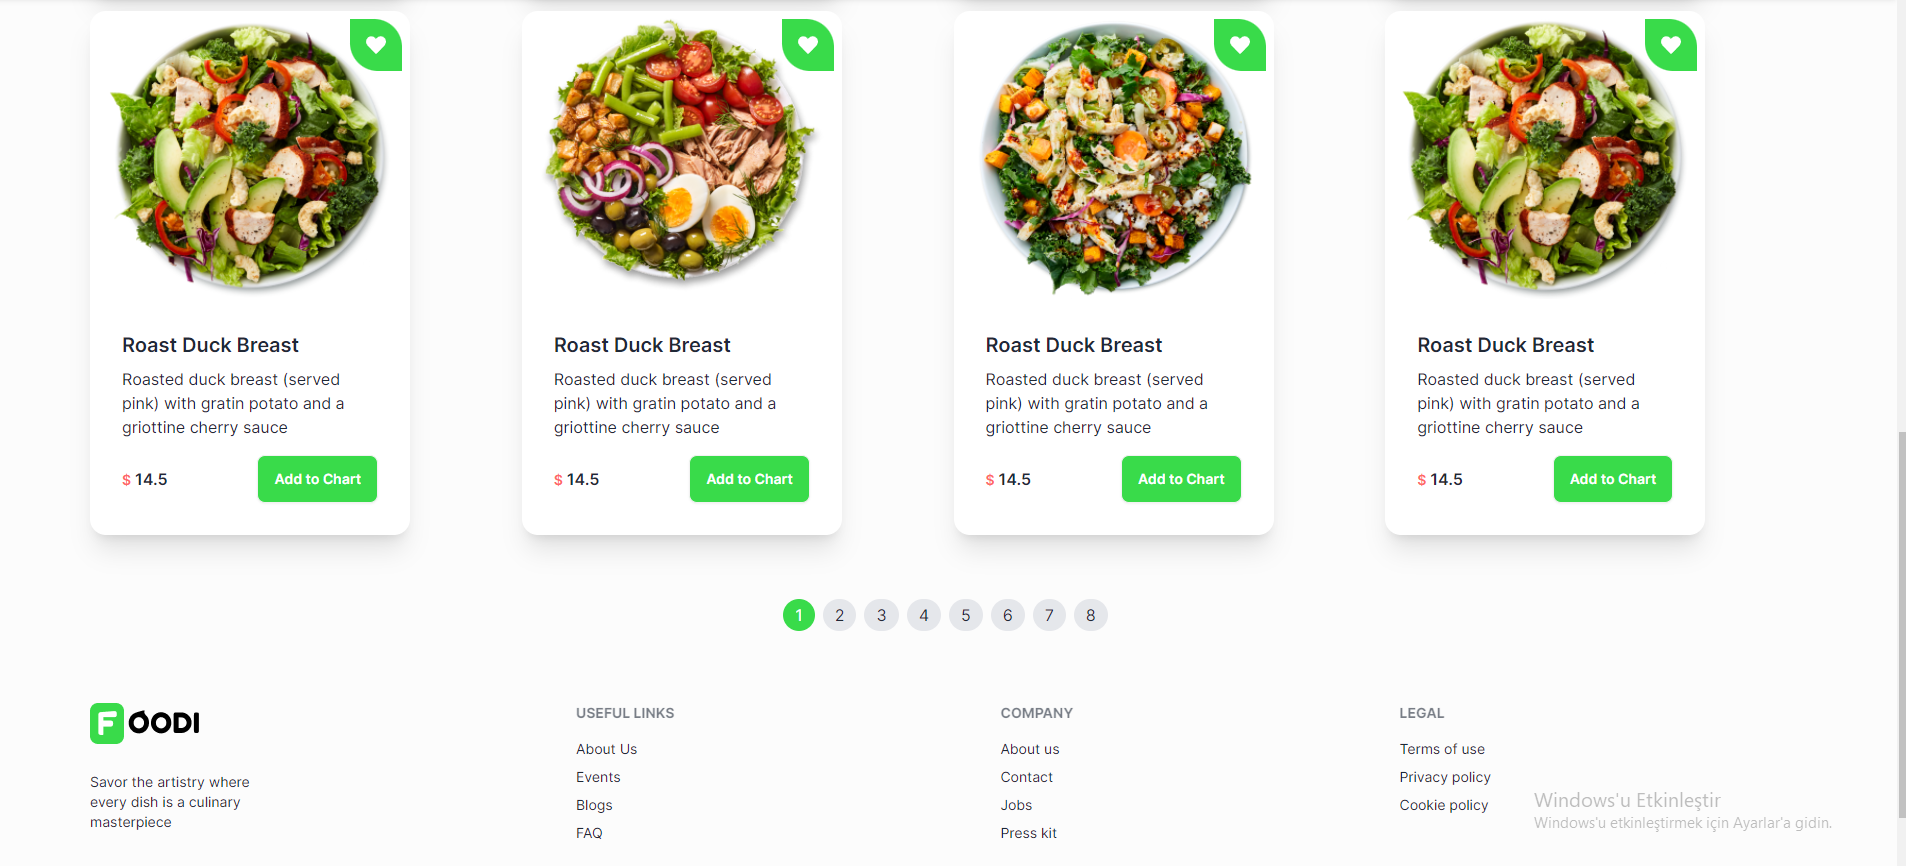 Roast Duck Breast
Roasted duck breast (served
pink) with gratin potato and a
griottine cherry sauce
$ 14.5
Add to Chart
Roast Duck Breast
Roasted duck breast (served
pink) with gratin potato and a
griottine cherry sauce
$ 14.5
Add to Chart
Roast Duck Breast
Roasted duck breast (served
pink) with gratin potato and a
griottine cherry sauce
$ 14.5
Add to Chart
Roast Duck Breast
Roasted duck breast (served
pink) with gratin potato and a
griottine cherry sauce
$ 14.5
Add to Chart
1 2 3 4 5 6 7 8
FOODI
Savor the artistry where
every dish is a culinary
masterpiece
USEFUL LINKS
About Us
Events
Blogs
FAQ
COMPANY
About us
Contact
Jobs
Press kit
LEGAL
Terms of use
Privacy policy
Cookie policy
Windows'u Etkinleştir
Windows'u etkinleştirmek için Ayarlar'a gidin.